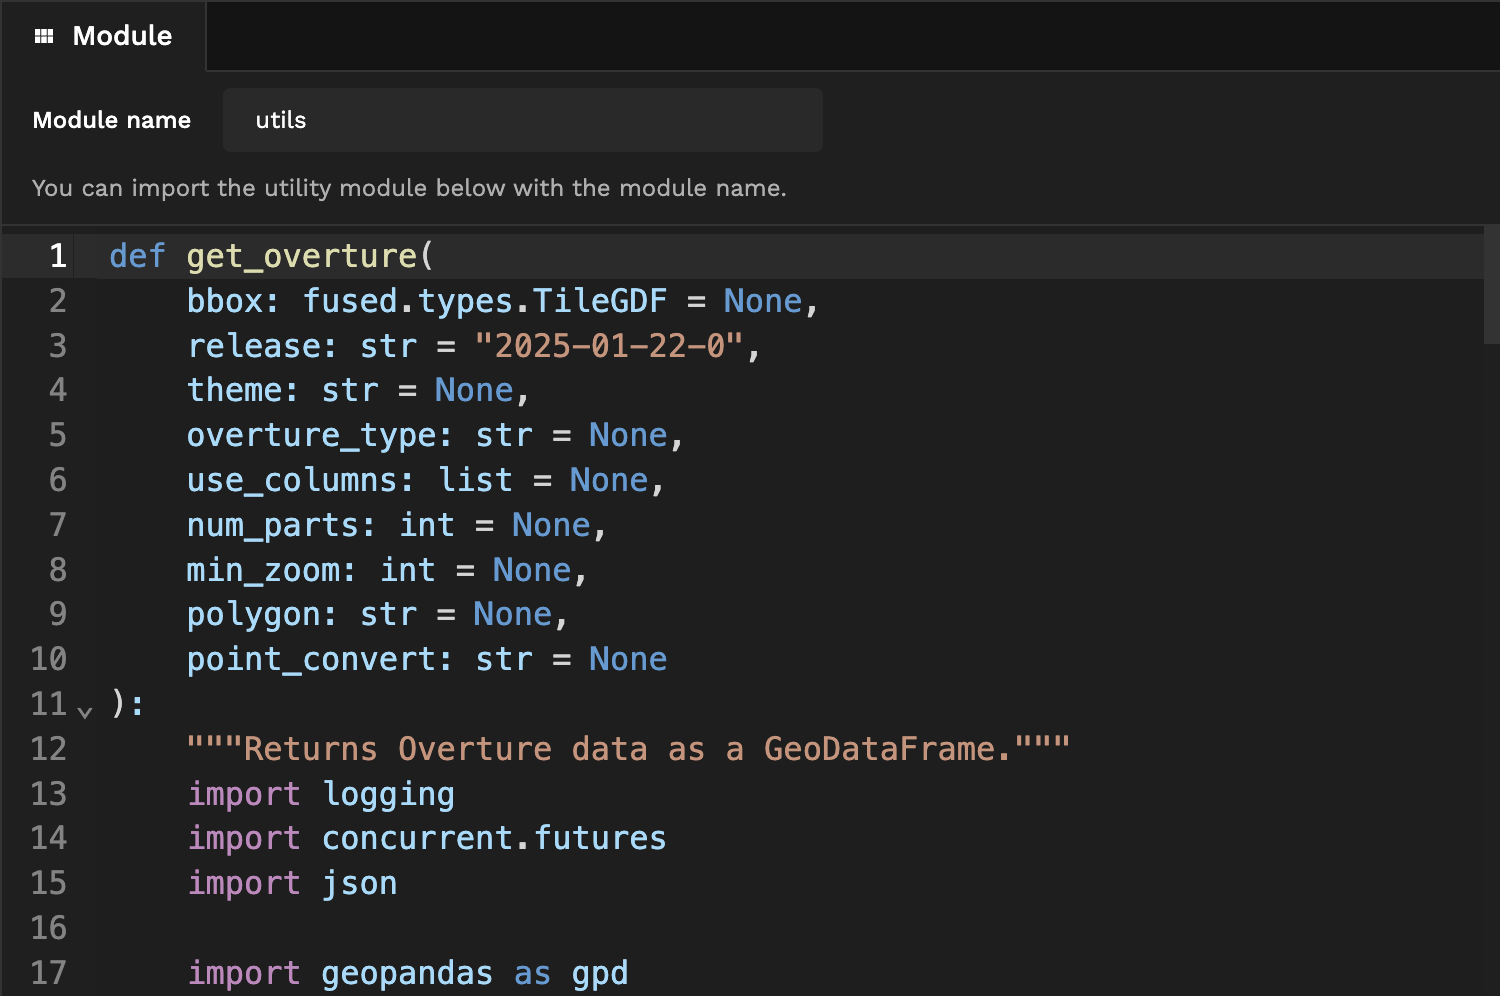 Module
Module name utils
You can import the utility module below with the module name.
1 def get_overture(
2     bbox: fused.types.TileGDF = None,
3     release: str = "2025-01-22-0",
4     theme: str = None,
5     overture_type: str = None,
6     use_columns: list = None,
7     num_parts: int = None,
8     min_zoom: int = None,
9     polygon: str = None,
10     point_convert: str = None
11 ):
12     """Returns Overture data as a GeoDataFrame."""
13     import logging
14     import concurrent.futures
15     import json
16
17     import geopandas as gpd